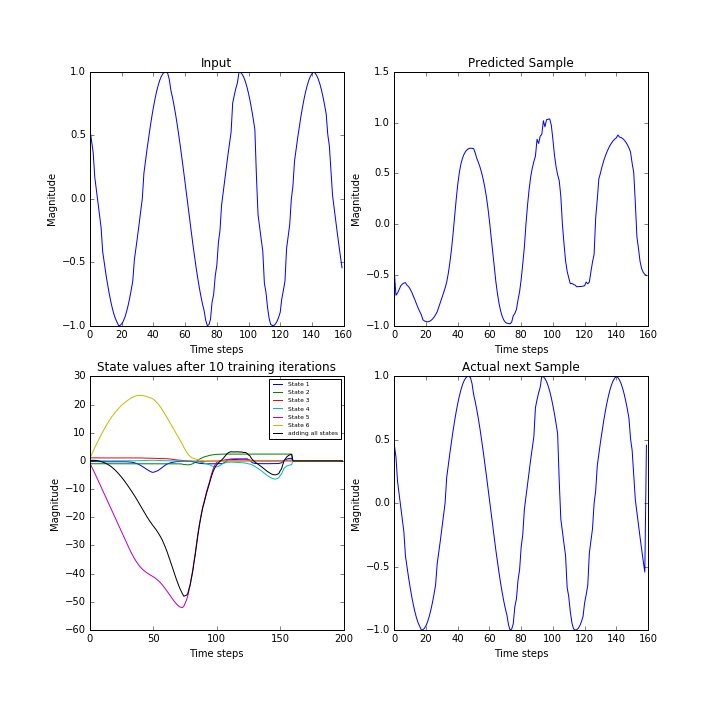 Input
Magnitude
1.0
0.5
0.0
−0.5
−1.0
0 20 40 60 80 100 120 140 160
Time steps
Predicted Sample
Magnitude
1.5
1.0
0.5
0.0
−0.5
−1.0
0 20 40 60 80 100 120 140 160
Time steps
State values after 10 training iterations
Magnitude
30
20
10
0
−10
−20
−30
−40
−50
−60
0 50 100 150 200
Time steps
State 1
State 2
State 3
State 4
State 5
State 6
adding all states
Actual next Sample
Magnitude
1.0
0.5
0.0
−0.5
−1.0
0 20 40 60 80 100 120 140 160
Time steps